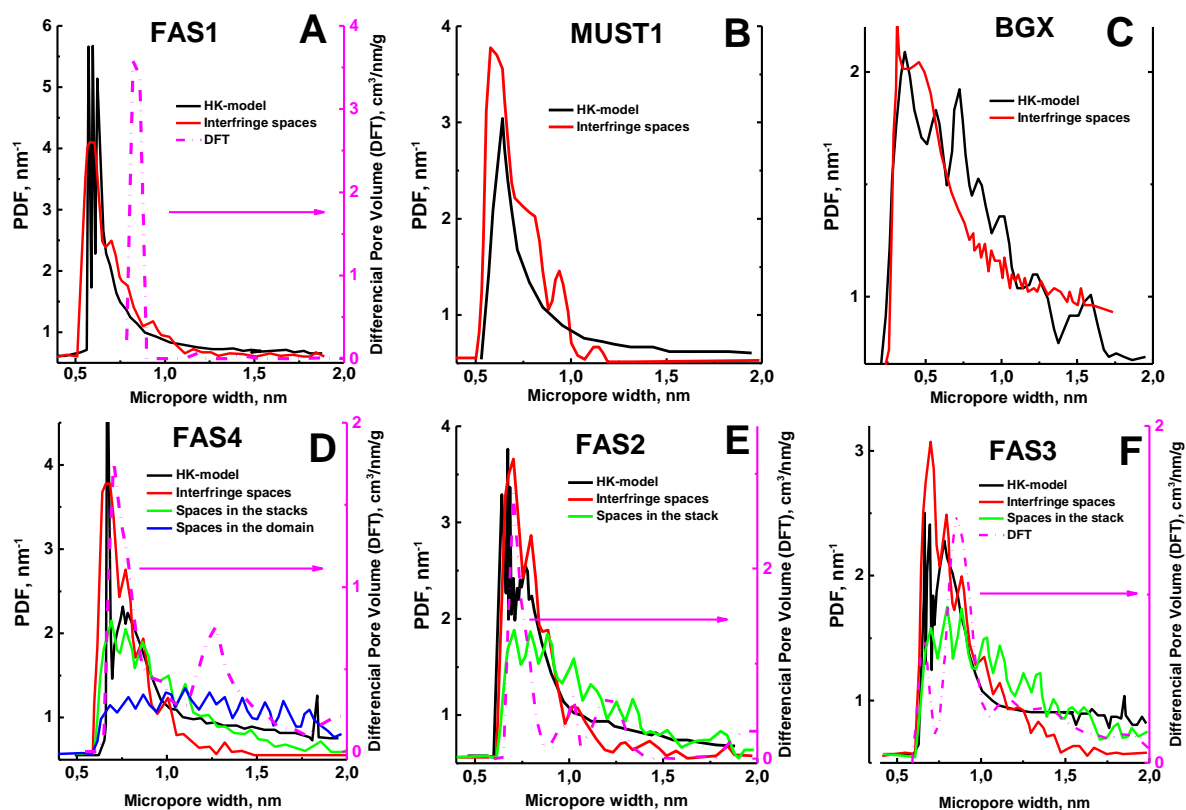 FAS1
A
6
5
4
3
2
1
PDF, nm-1
HK-model
Interfringe spaces
DFT
4
3
2
1
0
Differencial Pore Volume (DFT), cm3/nm/g
0,5
1,0
1,5
2,0
Micropore width, nm
MUST1
B
4
3
2
1
PDF, nm-1
HK-model
Interfringe spaces
0,5
1,0
1,5
2,0
Micropore width, nm
BGX
C
2
1
PDF, nm-1
HK-model
Interfringe spaces
0,5
1,0
1,5
2,0
Micropore width, nm
FAS4
D
4
3
2
1
PDF, nm-1
HK-model
Interfringe spaces
Spaces in the stacks
Spaces in the domain
2
1
0
Differencial Pore Volume (DFT), cm3/nm/g
0,5
1,0
1,5
2,0
Micropore width, nm
FAS2
E
4
3
2
1
PDF, nm-1
HK-model
Interfringe spaces
Spaces in the stack
2
0
Differencial Pore Volume (DFT), cm3/nm/g
0,5
1,0
1,5
2,0
Micropore width, nm
FAS3
F
3
2
1
PDF, nm-1
HK-model
Interfringe spaces
Spaces in the stack
DFT
2
1
0
Differencial Pore Volume (DFT), cm3/nm/g
0,5
1,0
1,5
2,0
Micropore width, nm